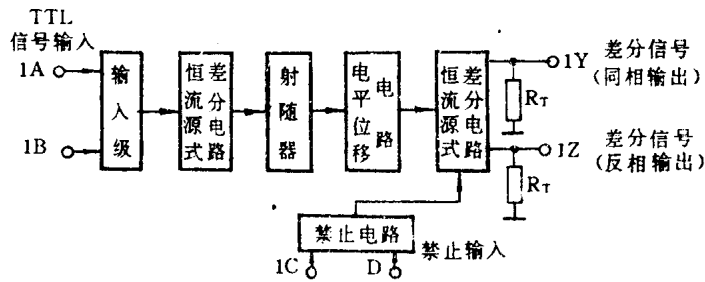 TTL
信号输入
1A
1B
输入级
恒流源式
差分电路
射随器
电平位移
电路
恒流源式
差分电路
1Y
差分信号
(同相输出)
RT
1Z
差分信号
(反相输出)
RT
禁止电路
禁止输入
1C
D